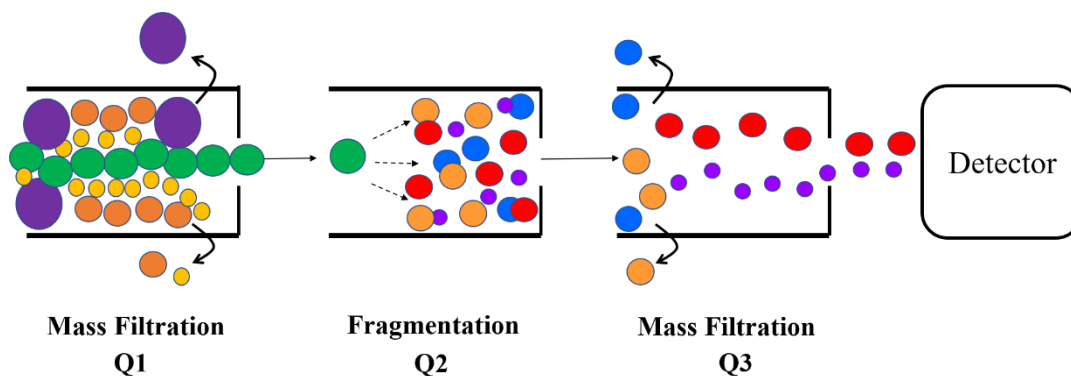 Detector
Mass Filtration
Q1
Fragmentation
Q2
Mass Filtration
Q3